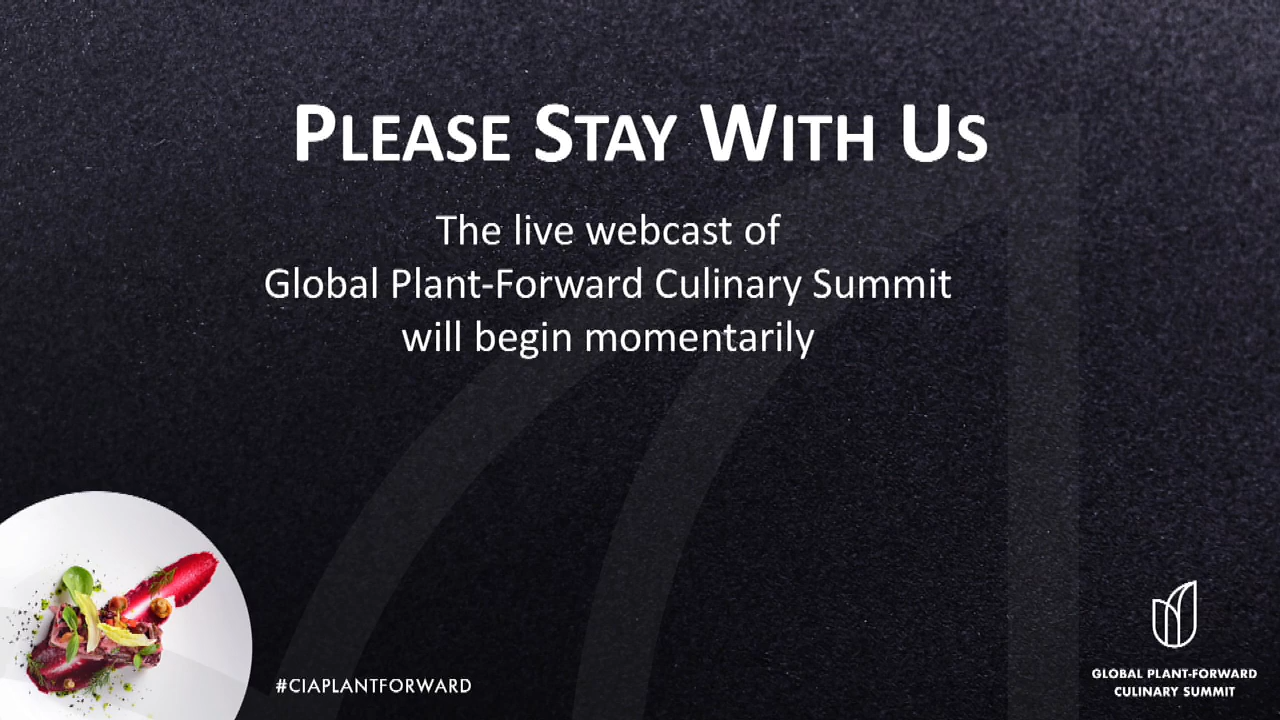 PLEASE STAY WITH US
The live webcast of
Global Plant-Forward Culinary Summit
will begin momentarily
#CIAPLANTFORWARD
GLOBAL PLANT-FORWARD
CULINARY SUMMIT